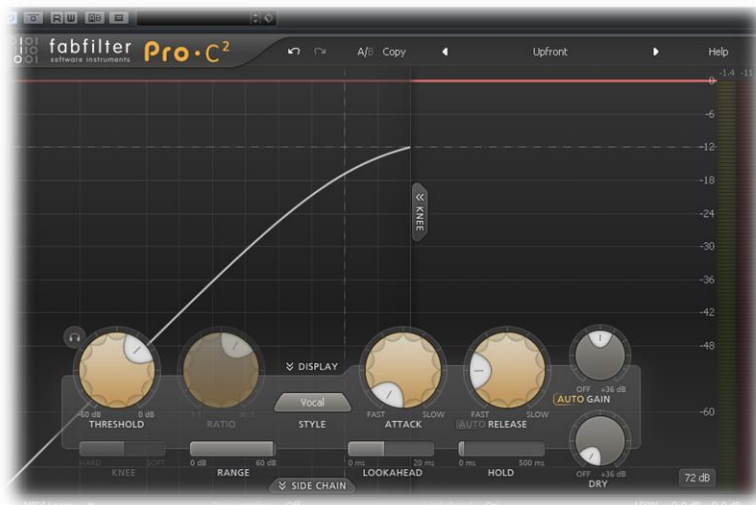 R W AB
fabfilter Pro·C²
software instruments
A/B Copy Upfront Help
-1.4 -11
0
-6
-12
-18
-24
-30
-36
-42
-48
-60
KNEE
DISPLAY
-60 dB 0 dB
THRESHOLD
RATIO
Vocal
STYLE
FAST SLOW
ATTACK
FAST SLOW
AUTO RELEASE
OFF +36 dB
AUTO GAIN
HARD SOFT
KNEE
0 dB 60 dB
RANGE
0 ms 20 ms
LOOKAHEAD
0 ms 500 ms
HOLD
OFF +36 dB
DRY
SIDE CHAIN
72 dB